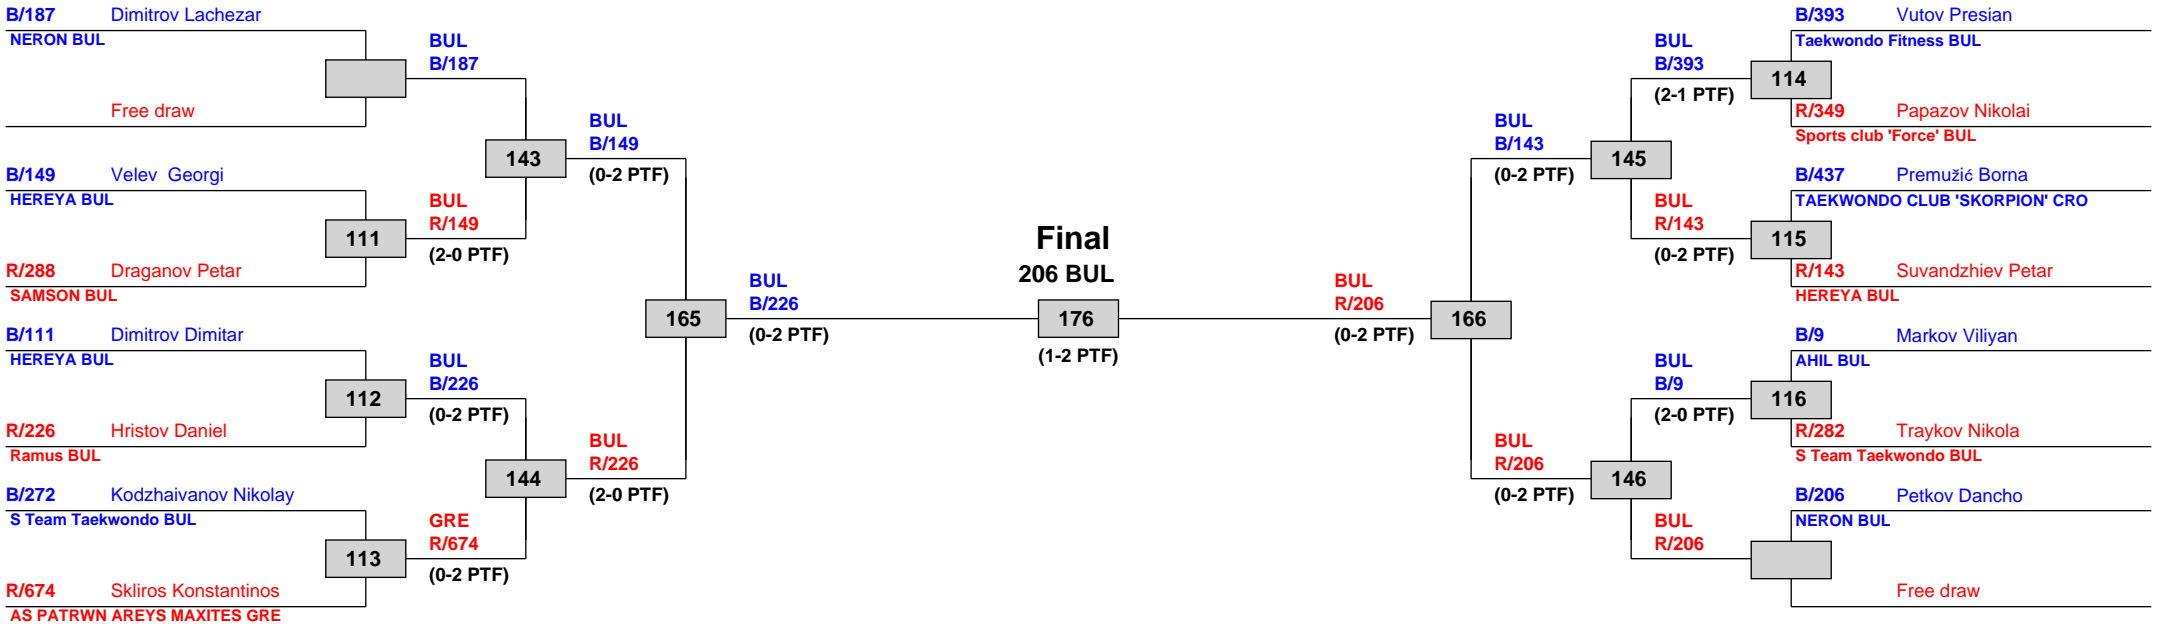 B/187 Dimitrov Lachezar
NERON BUL
Free draw
B/149 Velev Georgi
HEREYA BUL
R/288 Draganov Petar
SAMSON BUL
B/111 Dimitrov Dimitar
HEREYA BUL
R/226 Hristov Daniel
Ramus BUL
B/272 Kodzhaivanov Nikolay
S Team Taekwondo BUL
R/674 Skliros Konstantinos
AS PATRWN AREYS MAXITES GRE
BUL
B/187
111
BUL
R/149
(2-0 PTF)
112
BUL
B/226
(0-2 PTF)
113
GRE
R/674
(0-2 PTF)
143
BUL
B/149
(0-2 PTF)
144
BUL
R/226
(2-0 PTF)
165
BUL
B/226
(0-2 PTF)
Final
206 BUL
176
(1-2 PTF)
BUL
R/206
(0-2 PTF)
166
BUL
B/143
(0-2 PTF)
145
BUL
R/206
(0-2 PTF)
146
BUL
B/393
(2-1 PTF)
114
BUL
R/143
(0-2 PTF)
115
BUL
B/9
(2-0 PTF)
116
BUL
R/206
B/393 Vutov Presian
Taekwondo Fitness BUL
R/349 Papazov Nikolai
Sports club 'Force' BUL
B/437 Premužić Borna
TAEKWONDO CLUB 'SKORPION' CRO
R/143 Suvandzhiev Petar
HEREYA BUL
B/9 Markov Viliyan
AHIL BUL
R/282 Traykov Nikola
S Team Taekwondo BUL
B/206 Petkov Dancho
NERON BUL
Free draw